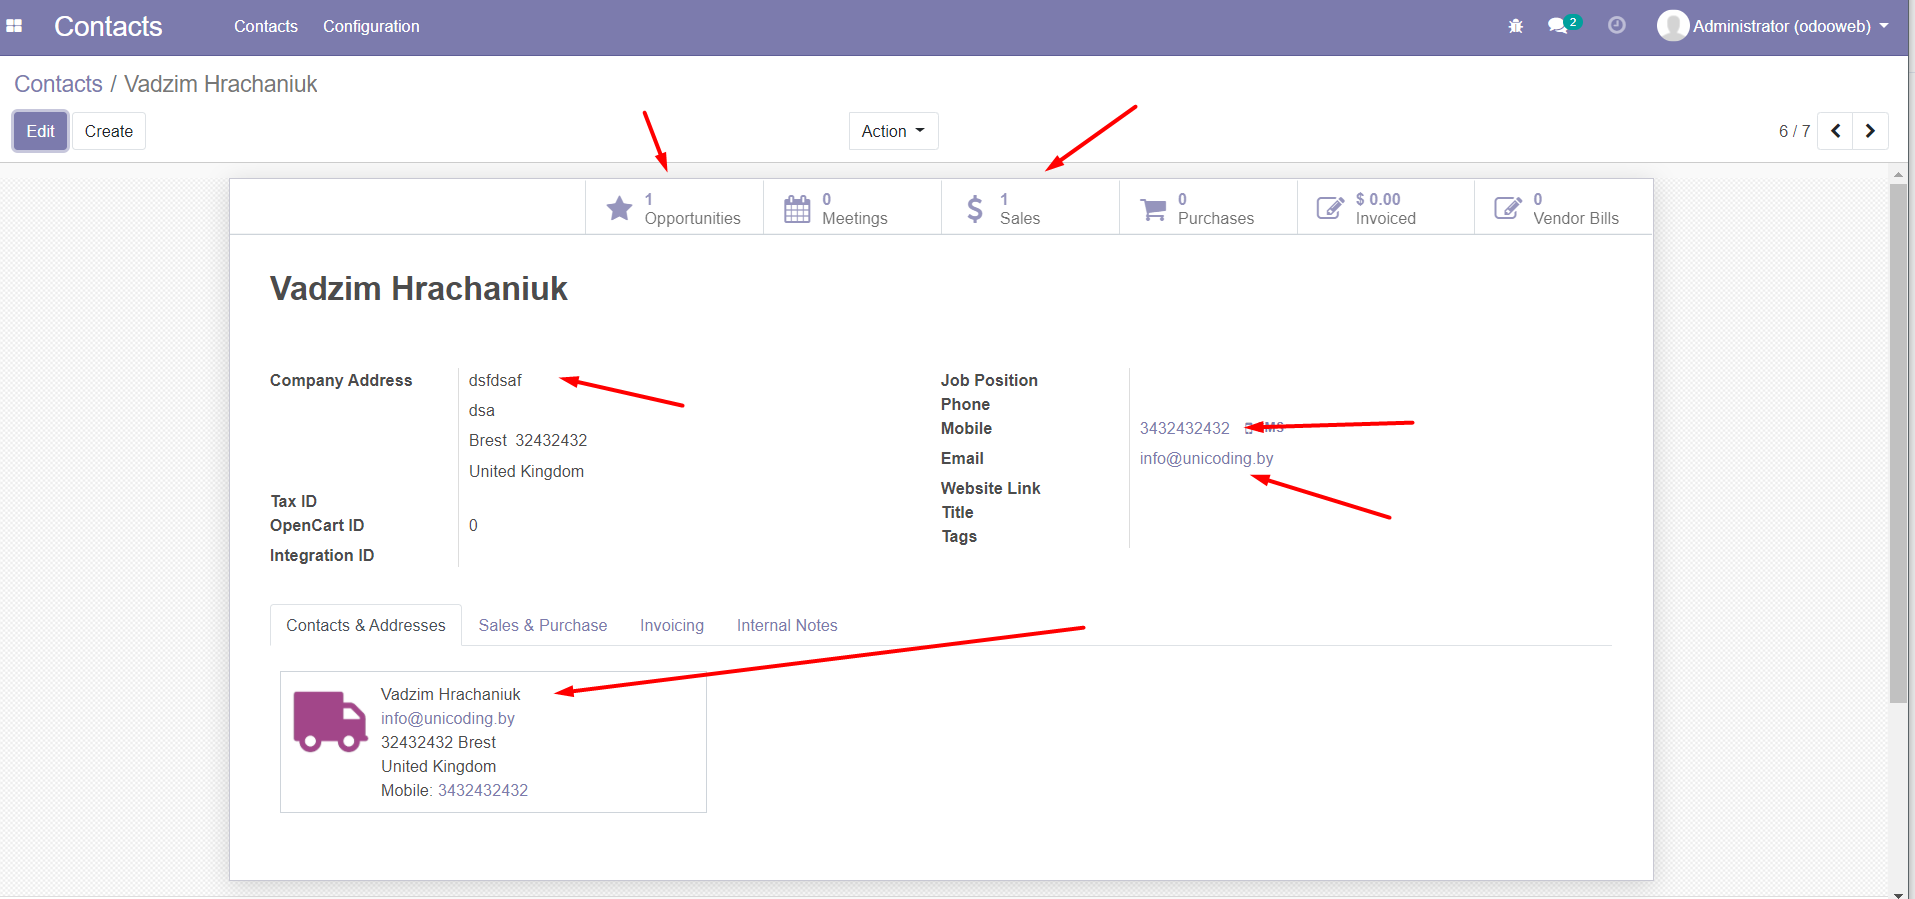 Contacts Contacts Configuration 2 Administrator (odooweb)
Contacts / Vadzim Hrachaniuk
Edit Create Action 6 / 7
1 0 1 0 $ 0.00 0
Opportunities Meetings Sales Purchases Invoiced Vendor Bills
Vadzim Hrachaniuk
Company Address dsfdsaf
dsa
Brest 32432432
United Kingdom
Tax ID
OpenCart ID 0
Integration ID
Job Position
Phone
Mobile 3432432432
Email info@unicoding.by
Website Link
Title
Tags
Contacts & Addresses Sales & Purchase Invoicing Internal Notes
Vadzim Hrachaniuk
info@unicoding.by
32432432 Brest
United Kingdom
Mobile: 3432432432